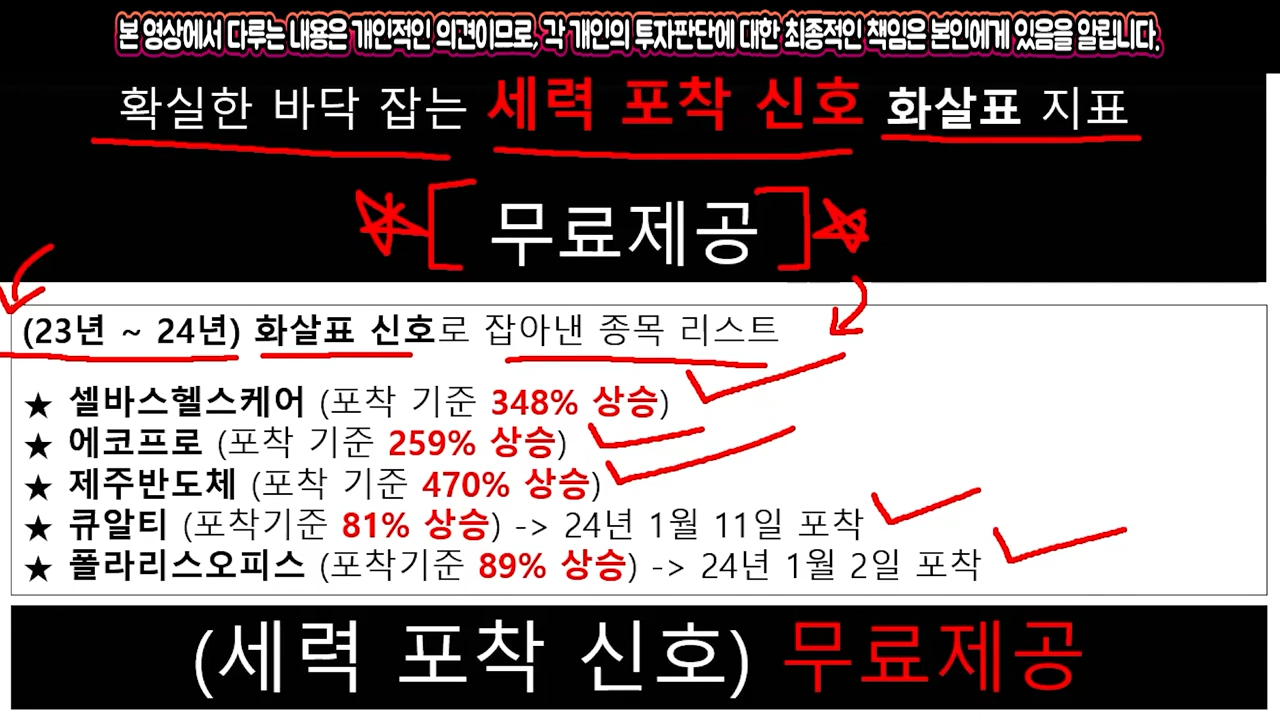 본 영상에서 다루는 내용은 개인적인 의견이므로, 각 개인의 투자판단에 대한 최종적인 책임은 본인에게 있음을 알립니다.
확실한 바닥 잡는 세력 포착 신호 화살표 지표
[ 무료제공 ]
(23년 ~ 24년) 화살표 신호로 잡아낸 종목 리스트
★ 셀바스헬스케어 (포착 기준 348% 상승)
★ 에코프로 (포착 기준 259% 상승)
★ 제주반도체 (포착 기준 470% 상승)
★ 큐알티 (포착기준 81% 상승) -> 24년 1월 11일 포착
★ 폴라리스오피스 (포착기준 89% 상승) -> 24년 1월 2일 포착
(세력 포착 신호) 무료제공